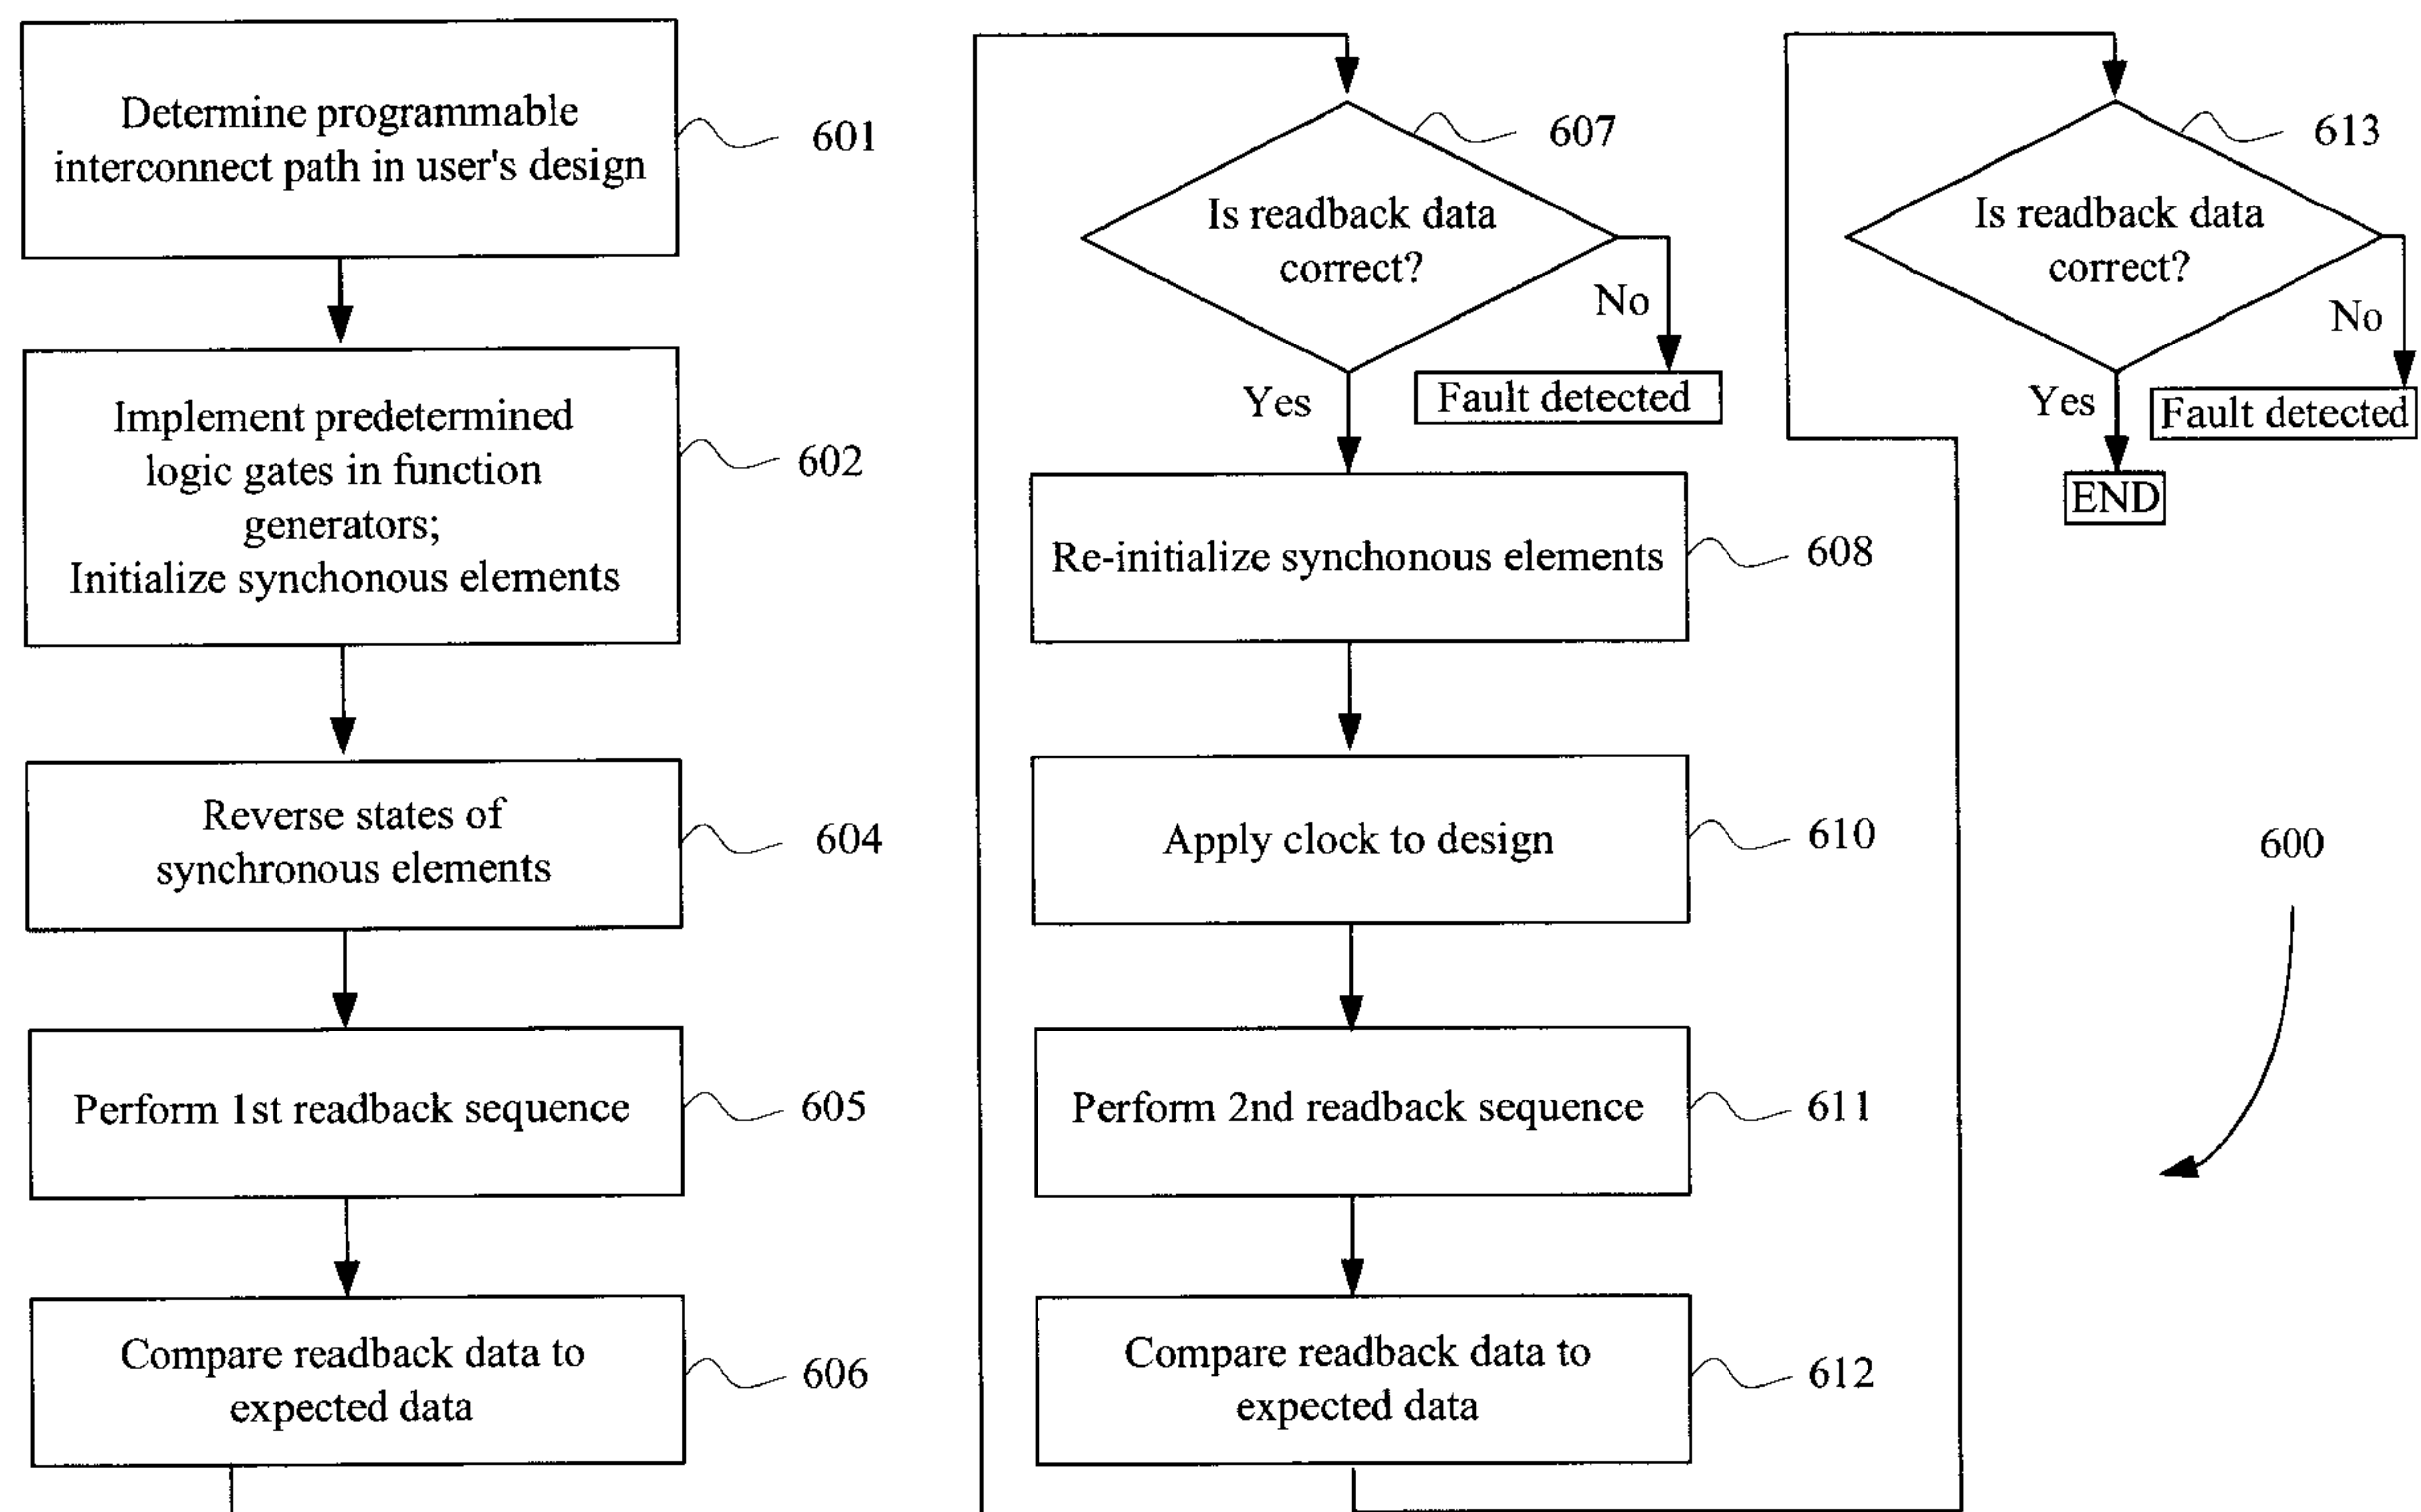 Determine programmable
interconnect path in user's design
601
Implement predetermined
logic gates in function
generators;
Initialize synchonous elements
602
Reverse states of
synchronous elements
604
Perform 1st readback sequence
605
Compare readback data to
expected data
606
Is readback data
correct?
607
No
Yes
Fault detected
Re-initialize synchonous elements
608
Apply clock to design
610
Perform 2nd readback sequence
611
Compare readback data to
expected data
612
Is readback data
correct?
613
No
Yes
Fault detected
END
600